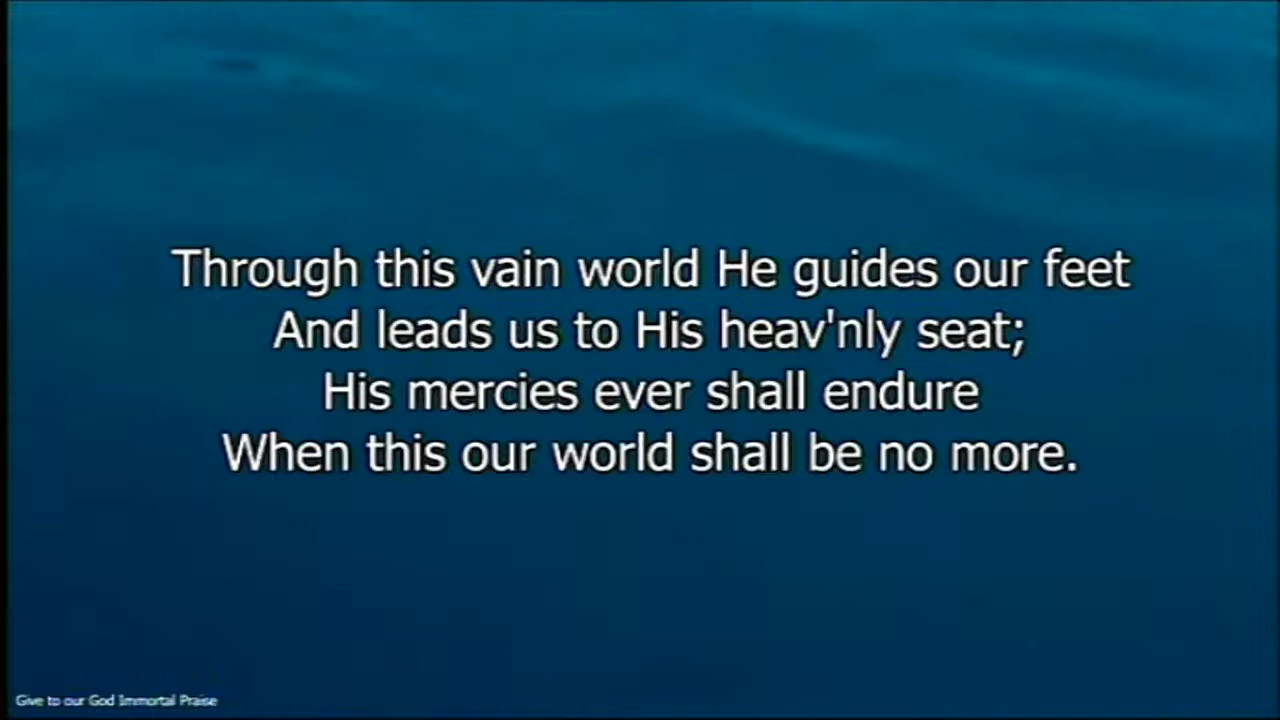 Through this vain world He guides our feet
And leads us to His heav'nly seat;
His mercies ever shall endure
When this our world shall be no more.
Give to our God Immortal Praise